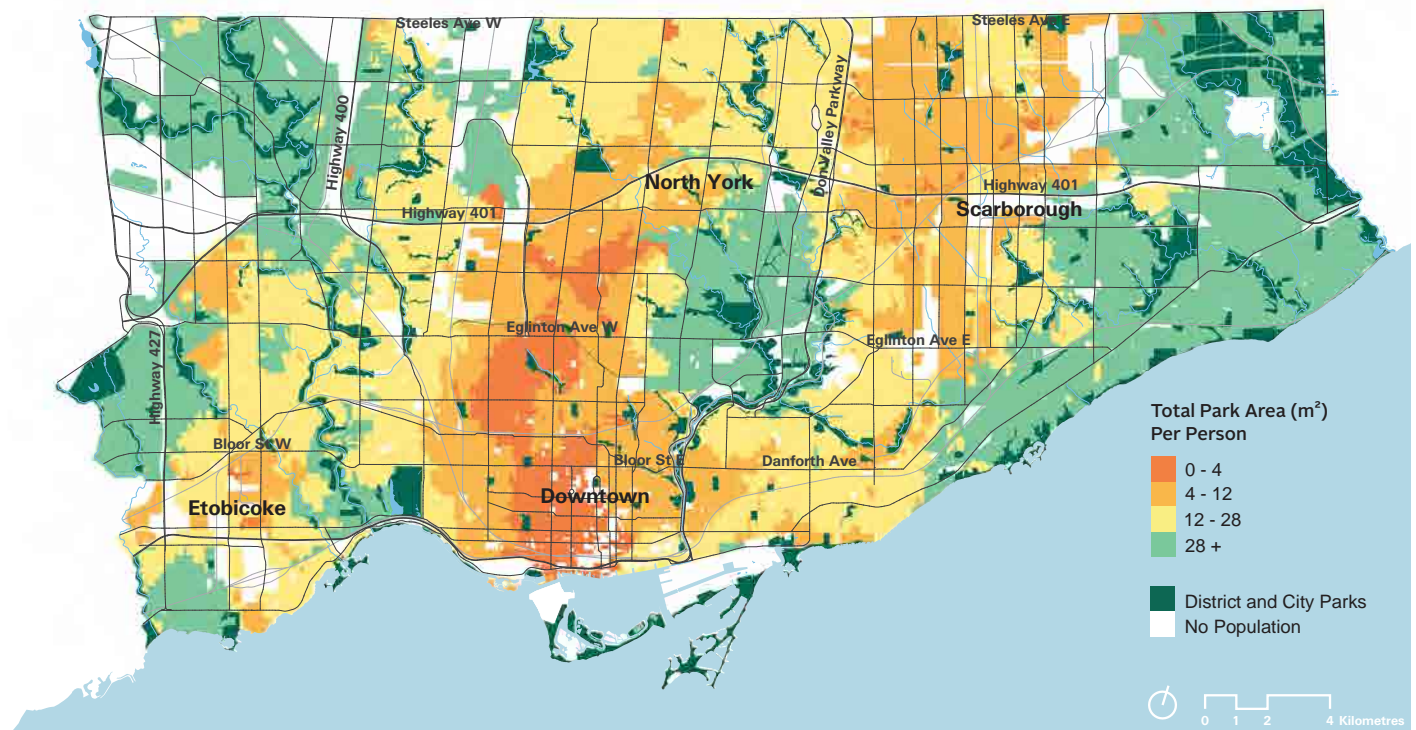 Steeles Ave W
Steeles Ave E
Highway 400
Don Valley Parkway
North York
Highway 401
Highway 401
Scarborough
Eglinton Ave W
Eglinton Ave E
Highway 427
Bloor St W
Bloor St E
Danforth Ave
Etobicoke
Downtown
Total Park Area (m²)
Per Person
0 - 4
4 - 12
12 - 28
28 +
District and City Parks
No Population
0 1 2 4 Kilometres